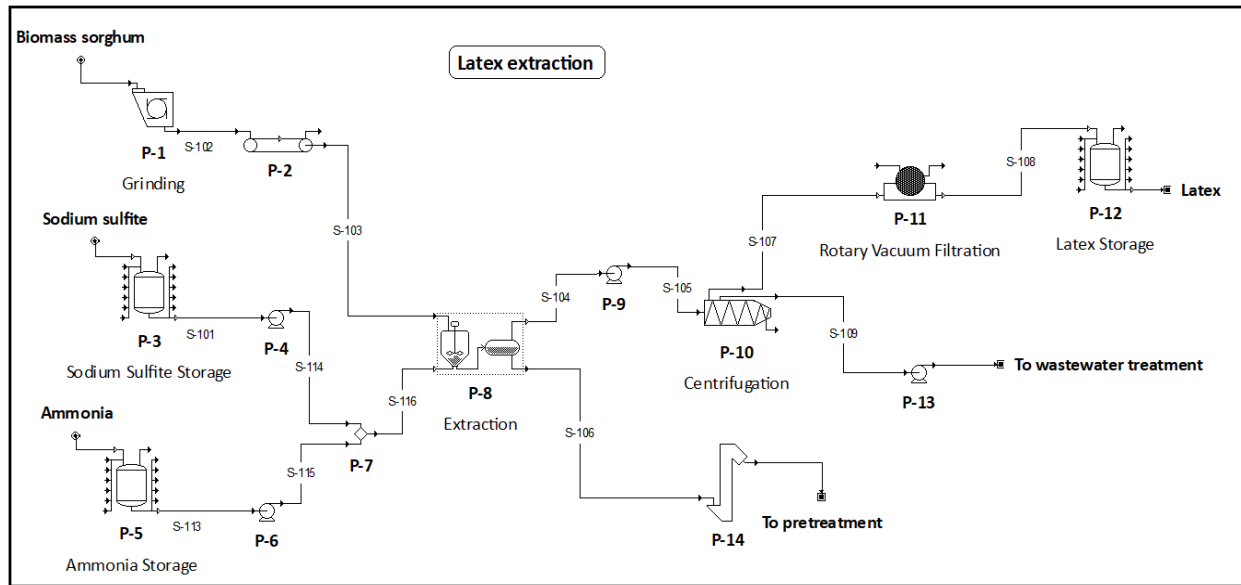 Latex extraction
Biomass sorghum
P-1
Grinding
S-102
P-2
S-103
Sodium sulfite
P-3
Sodium Sulfite Storage
S-101
P-4
S-114
Ammonia
P-5
Ammonia Storage
S-113
P-6
S-115
P-7
S-116
P-8
Extraction
S-104
S-106
P-9
S-105
P-10
Centrifugation
S-107
S-109
P-11
Rotary Vacuum Filtration
S-108
P-12
Latex Storage
Latex
P-13
To wastewater treatment
P-14
To pretreatment